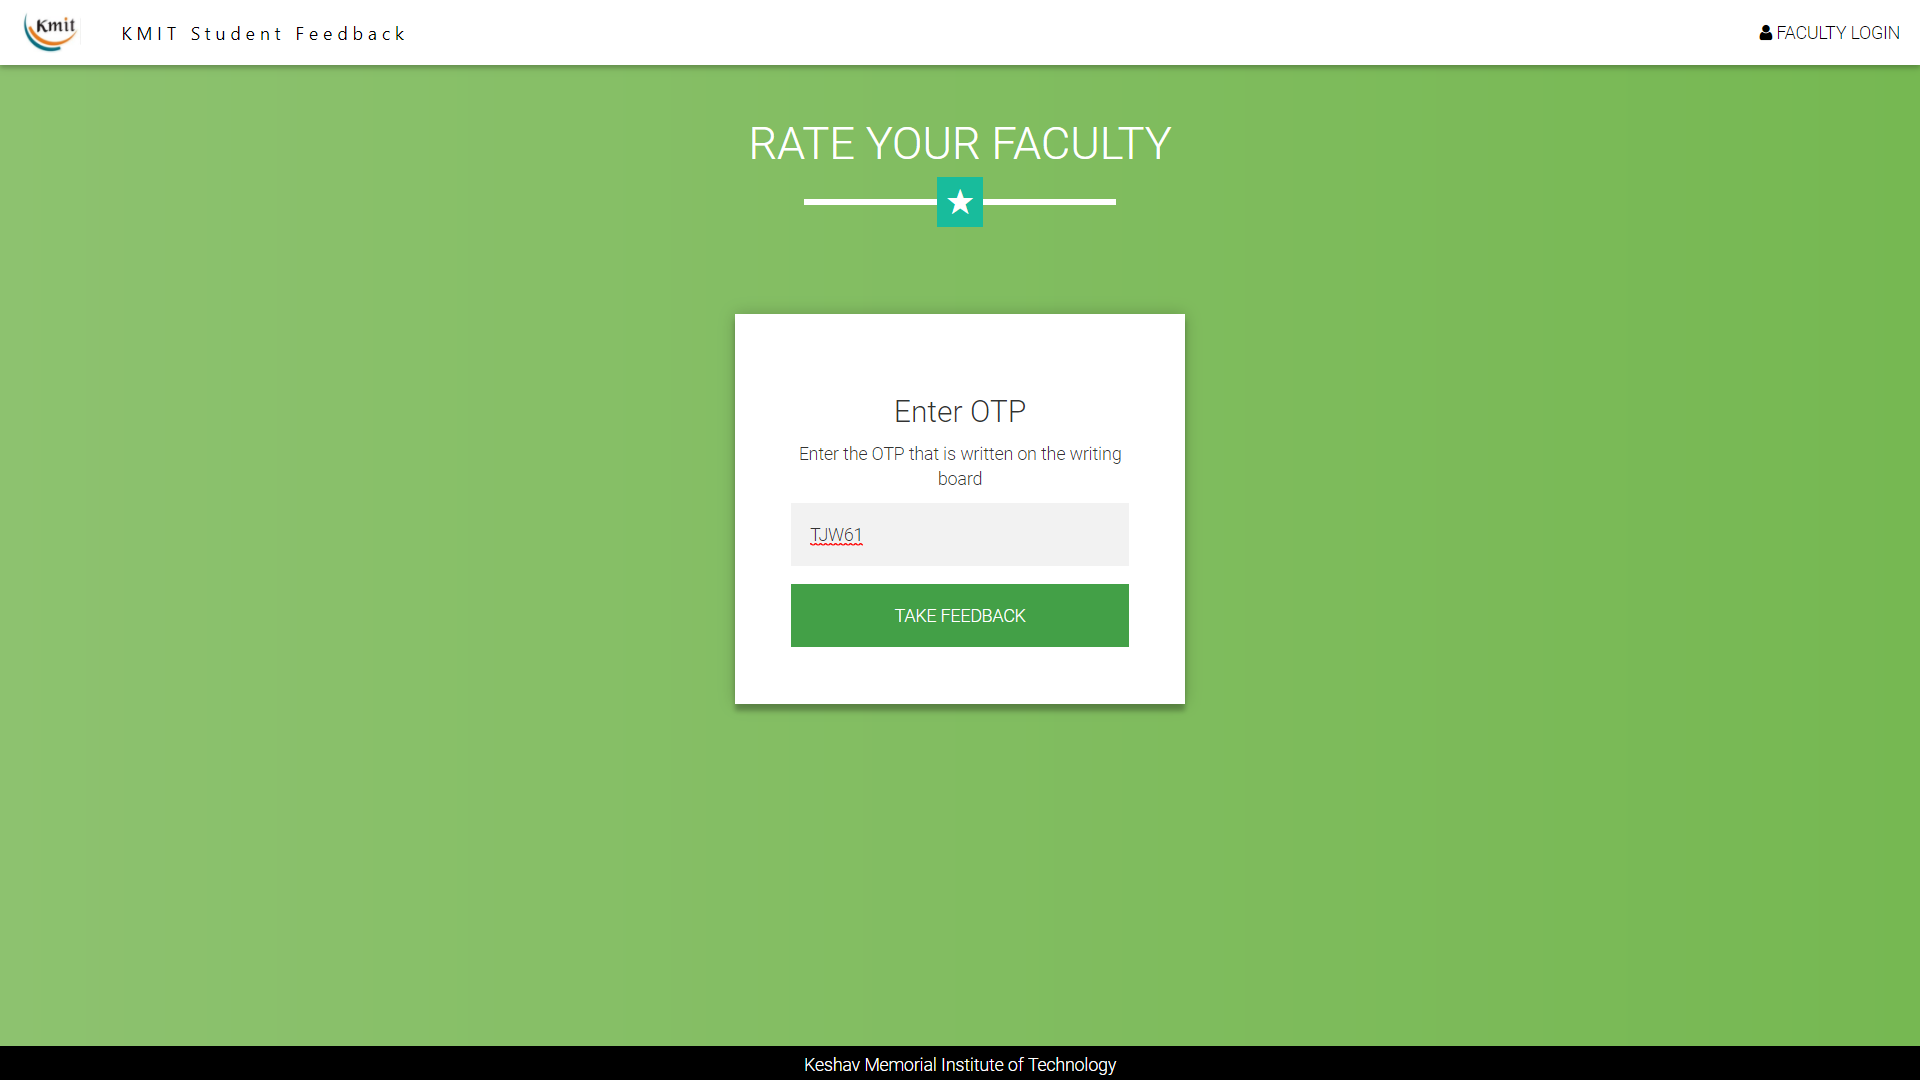 Kmit
KMIT Student Feedback
FACULTY LOGIN
RATE YOUR FACULTY
Enter OTP
Enter the OTP that is written on the writing
board
TJW61
TAKE FEEDBACK
Keshav Memorial Institute of Technology